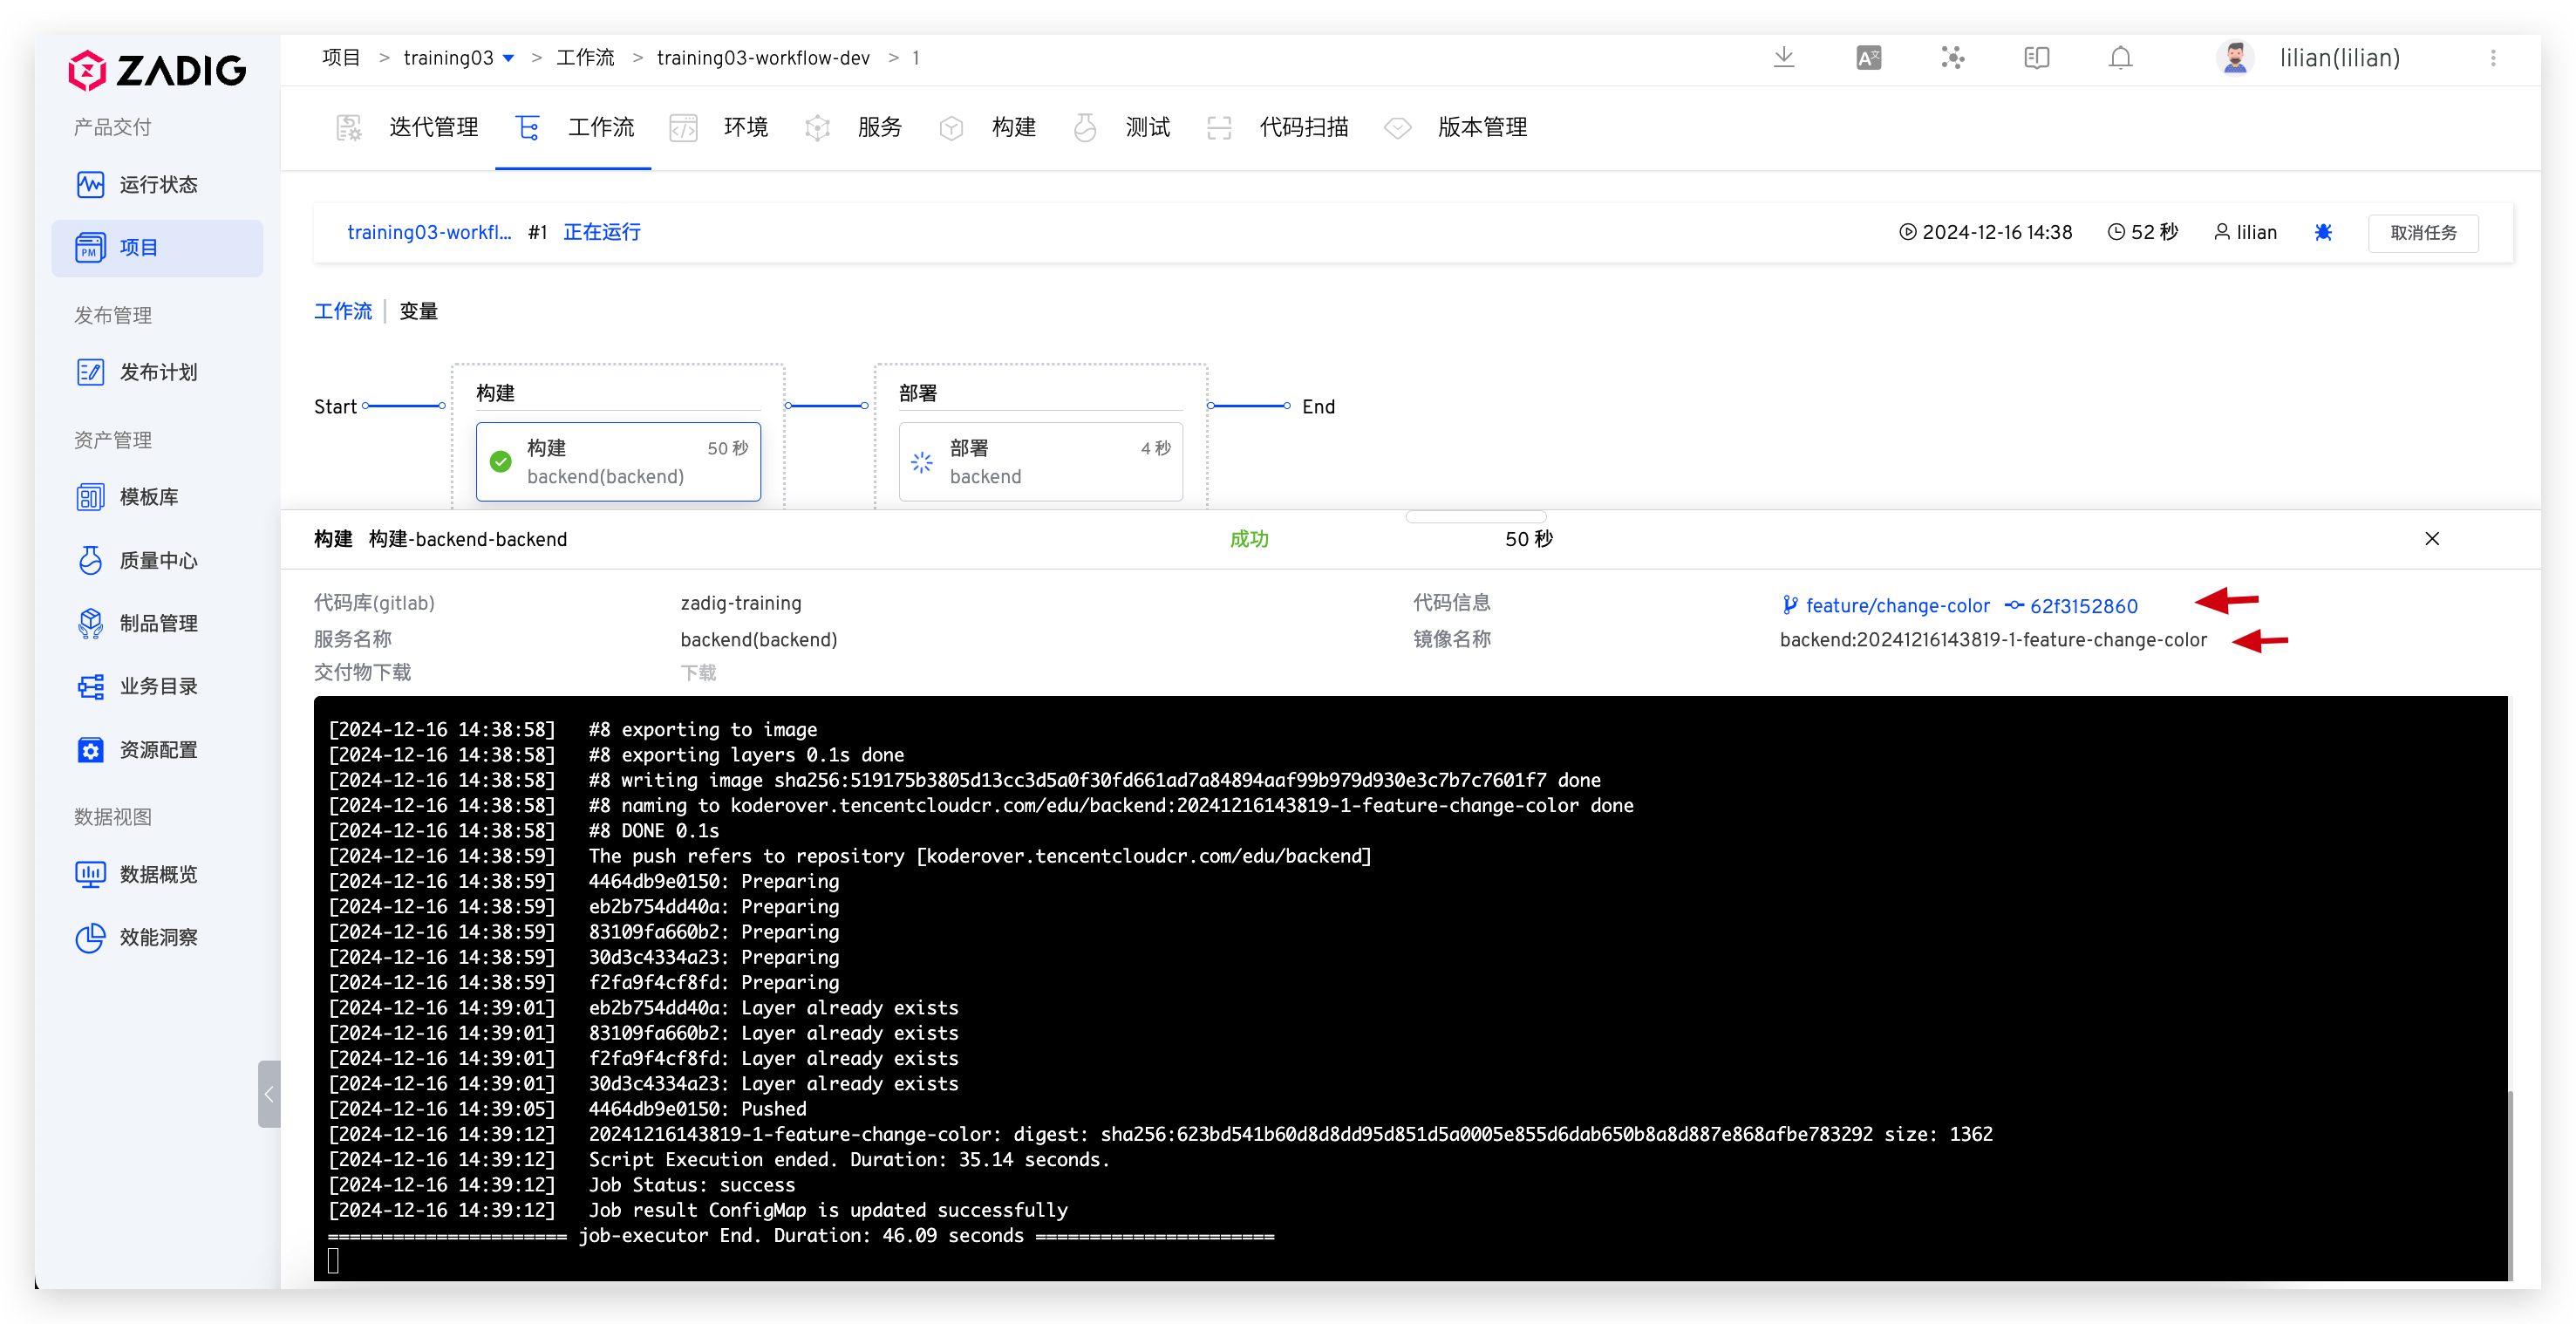 ZADIG
项目 > training03 > 工作流 > training03-workflow-dev > 1
lilian(lilian)
产品交付
运行状态
项目
发布管理
发布计划
资产管理
模板库
质量中心
制品管理
业务目录
资源配置
数据视图
数据概览
效能洞察
迭代管理 工作流 环境 服务 构建 测试 代码扫描 版本管理
training03-workfl... #1 正在运行 2024-12-16 14:38 52 秒 lilian 取消任务
工作流 变量
Start
构建
构建 50 秒
backend(backend)
部署
部署 4 秒
backend
End
构建 构建-backend-backend 成功 50 秒
代码库(gitlab) zadig-training 代码信息 feature/change-color 62f3152860
服务名称 backend(backend) 镜像名称 backend:20241216143819-1-feature-change-color
交付物下载 下载
[2024-12-16 14:38:58] #8 exporting to image
[2024-12-16 14:38:58] #8 exporting layers 0.1s done
[2024-12-16 14:38:58] #8 writing image sha256:519175b3805d13cc3d5a0f30fd661ad7a84894aaf99b979d930e3c7b7c7601f7 done
[2024-12-16 14:38:58] #8 naming to koderover.tencentcloudcr.com/edu/backend:20241216143819-1-feature-change-color done
[2024-12-16 14:38:58] #8 DONE 0.1s
[2024-12-16 14:38:59] The push refers to repository [koderover.tencentcloudcr.com/edu/backend]
[2024-12-16 14:38:59] 4464db9e0150: Preparing
[2024-12-16 14:38:59] eb2b754dd40a: Preparing
[2024-12-16 14:38:59] 83109fa660b2: Preparing
[2024-12-16 14:38:59] 30d3c4334a23: Preparing
[2024-12-16 14:38:59] f2fa9f4cf8fd: Preparing
[2024-12-16 14:39:01] eb2b754dd40a: Layer already exists
[2024-12-16 14:39:01] 83109fa660b2: Layer already exists
[2024-12-16 14:39:01] f2fa9f4cf8fd: Layer already exists
[2024-12-16 14:39:01] 30d3c4334a23: Layer already exists
[2024-12-16 14:39:05] 4464db9e0150: Pushed
[2024-12-16 14:39:12] 20241216143819-1-feature-change-color: digest: sha256:623bd541b60d8d8dd95d851d5a0005e855d6dab650b8a8d887e868afbe783292 size: 1362
[2024-12-16 14:39:12] Script Execution ended. Duration: 35.14 seconds.
[2024-12-16 14:39:12] Job Status: success
[2024-12-16 14:39:12] Job result ConfigMap is updated successfully
====================== job-executor End. Duration: 46.09 seconds ======================